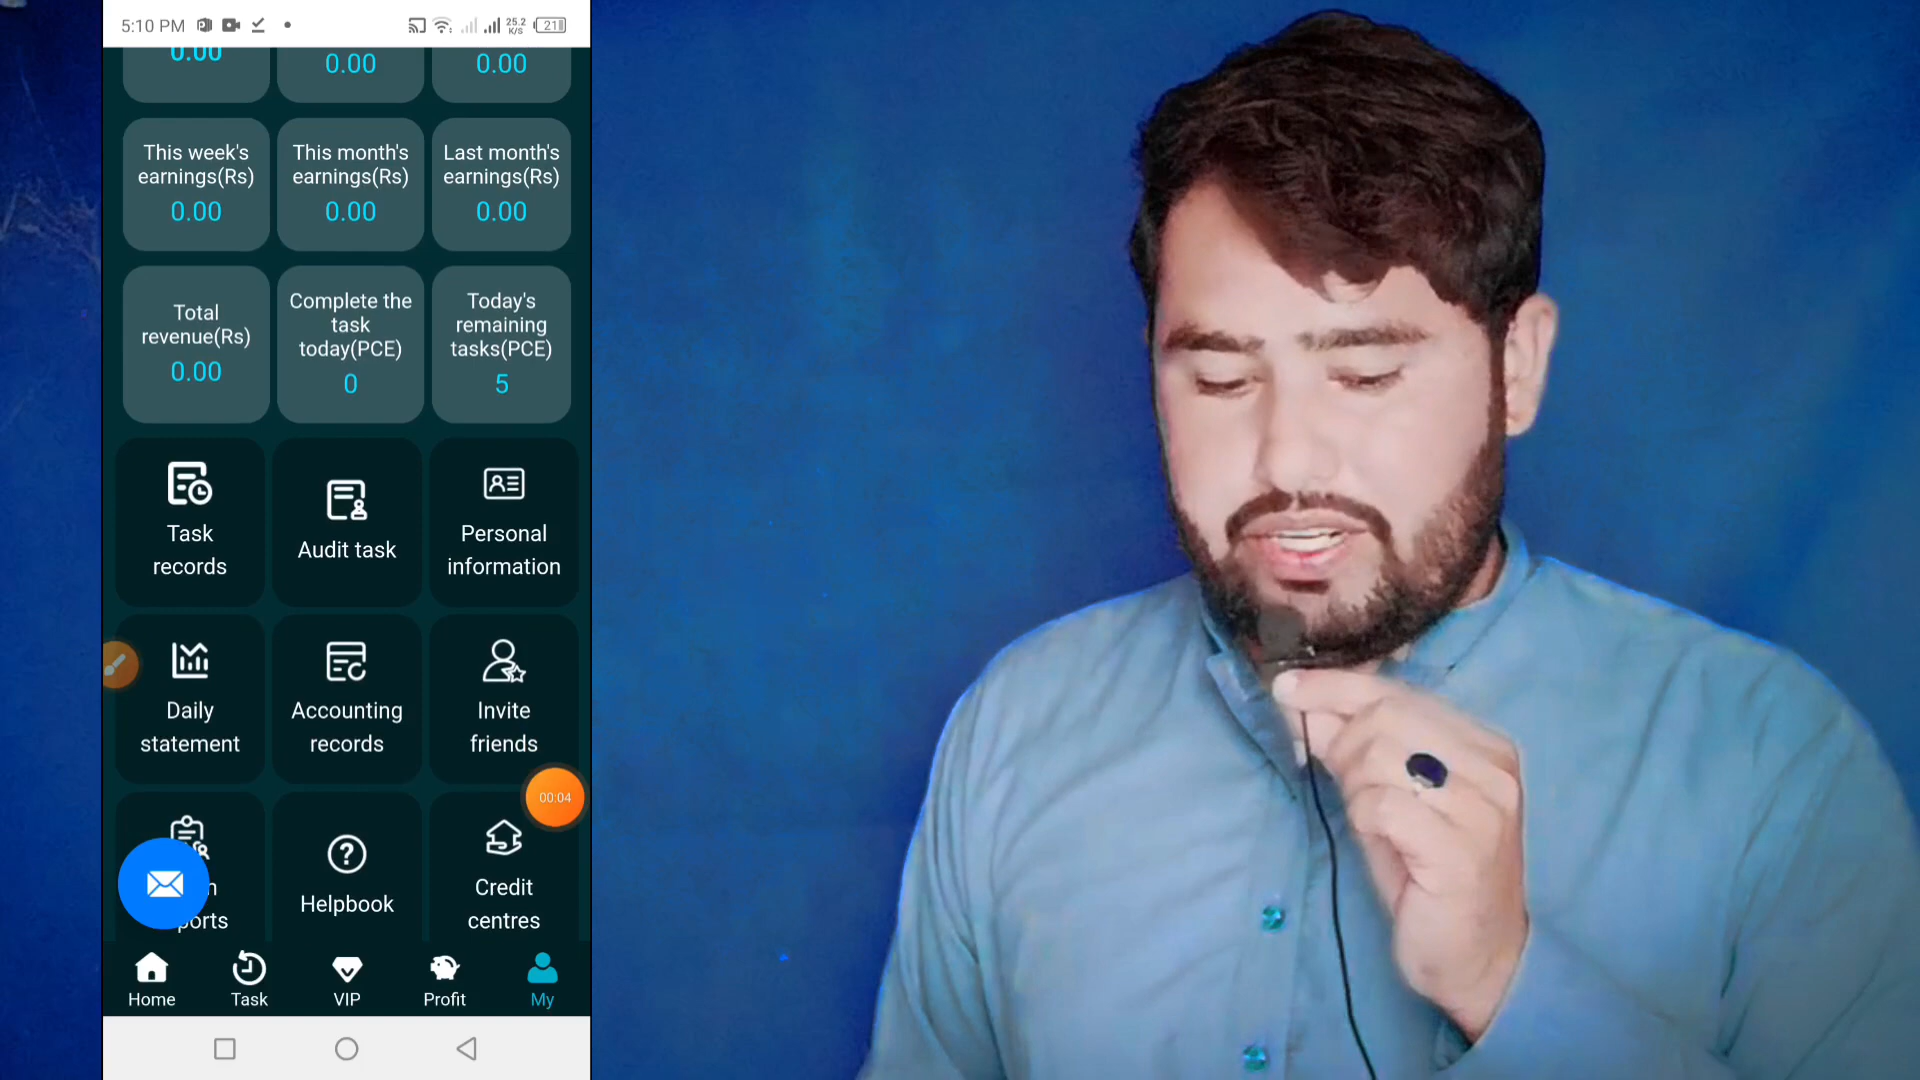 5:10 PM 25.2 K/S 21
0.00 0.00 0.00
This week's earnings(Rs)
0.00
This month's earnings(Rs)
0.00
Last month's earnings(Rs)
0.00
Total revenue(Rs)
0.00
Complete the task today(PCE)
0
Today's remaining tasks(PCE)
5
Task records
Audit task
Personal information
Daily statement
Accounting records
Invite friends
00:04
Helpbook
Credit centres
Home
Task
VIP
Profit
My